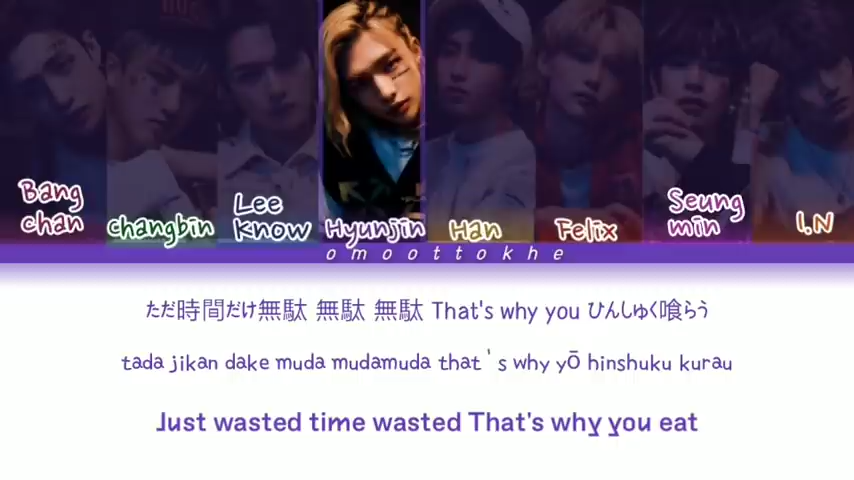 Bang chan
changbin
Lee Know
Hyunjin
Han
Felix
Seung min
I.N
omoottokhe
ただ時間だけ無駄 無駄 無駄 That's why you ひんしゅく喰らう
tada jikan dake muda mudamuda that's why yŌ hinshuku kurau
Just wasted time wasted That's why you eat